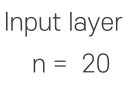 Input layer
n = 20